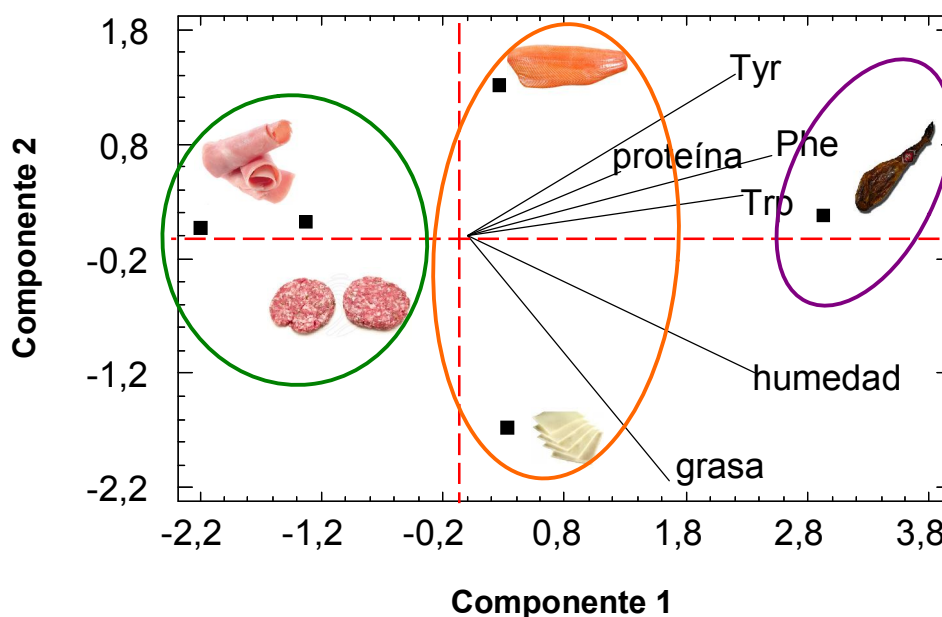 1,8
0,8
-0,2
-1,2
-2,2
Componente 2
Tyr
proteína
Phe
Trp
humedad
grasa
-2,2 -1,2 -0,2 0,8 1,8 2,8 3,8
Componente 1